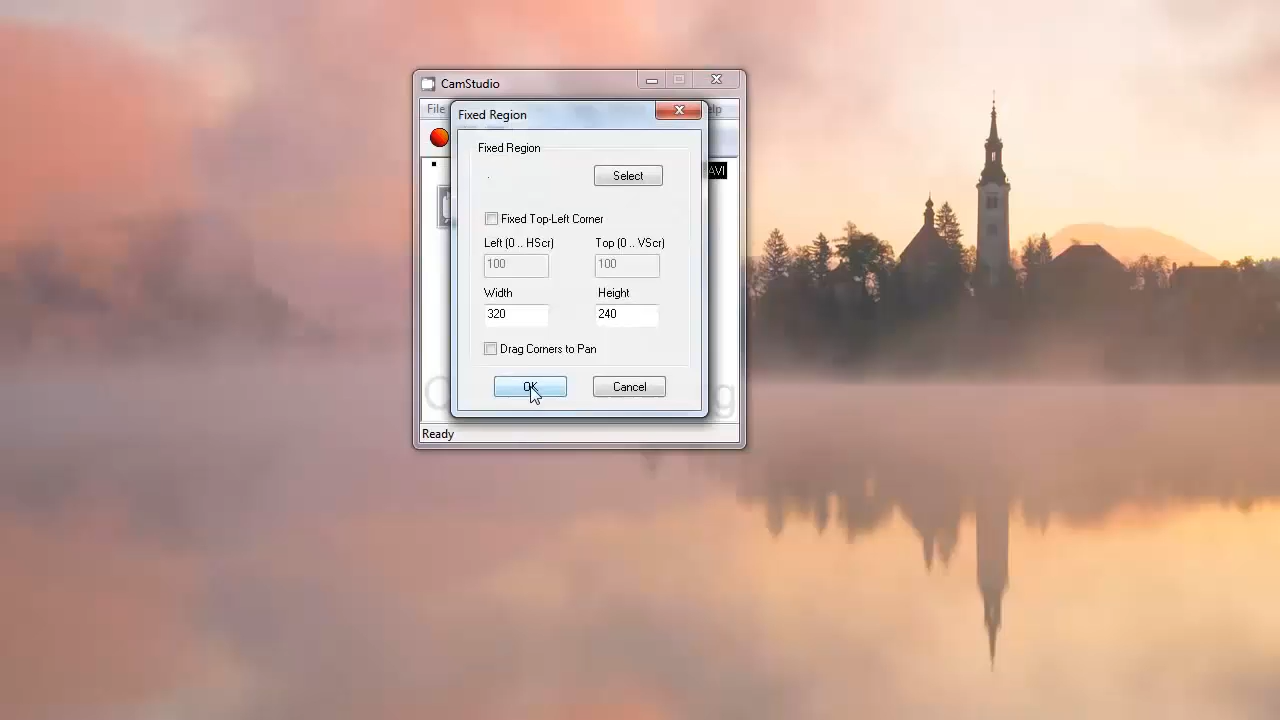 CamStudio
File
Fixed Region
AVI
Fixed Region
Select
Fixed Top-Left Corner
Left (0 .. HScr) Top (0 .. VScr)
100 100
Width Height
320 240
Drag Corners to Pan
OK Cancel
Ready